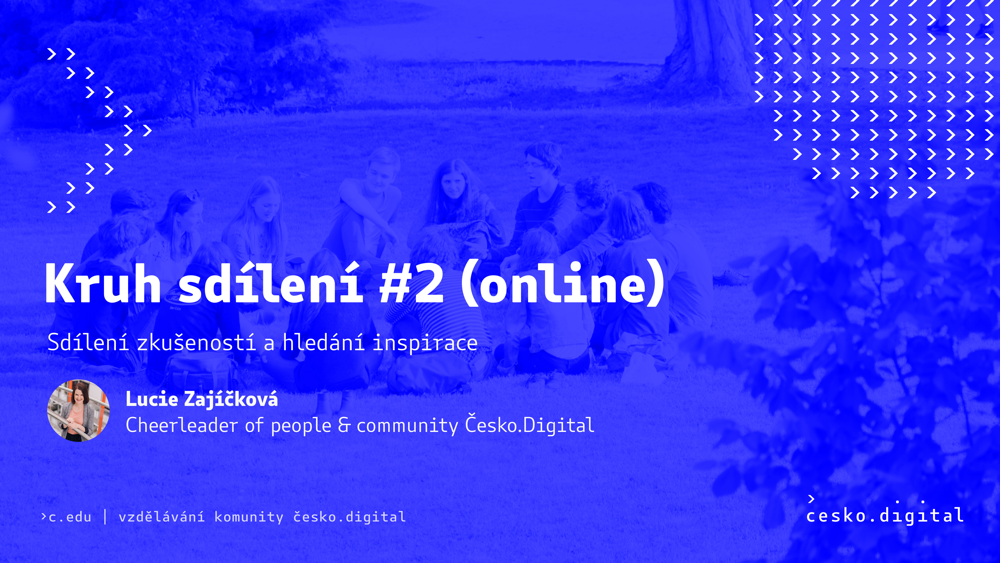 Kruh sdílení #2 (online)
Sdílení zkušeností a hledání inspirace
Lucie Zajíčková
Cheerleader of people & community Česko.Digital
>c.edu | vzdělávání komunity česko.digital
cesko.digital